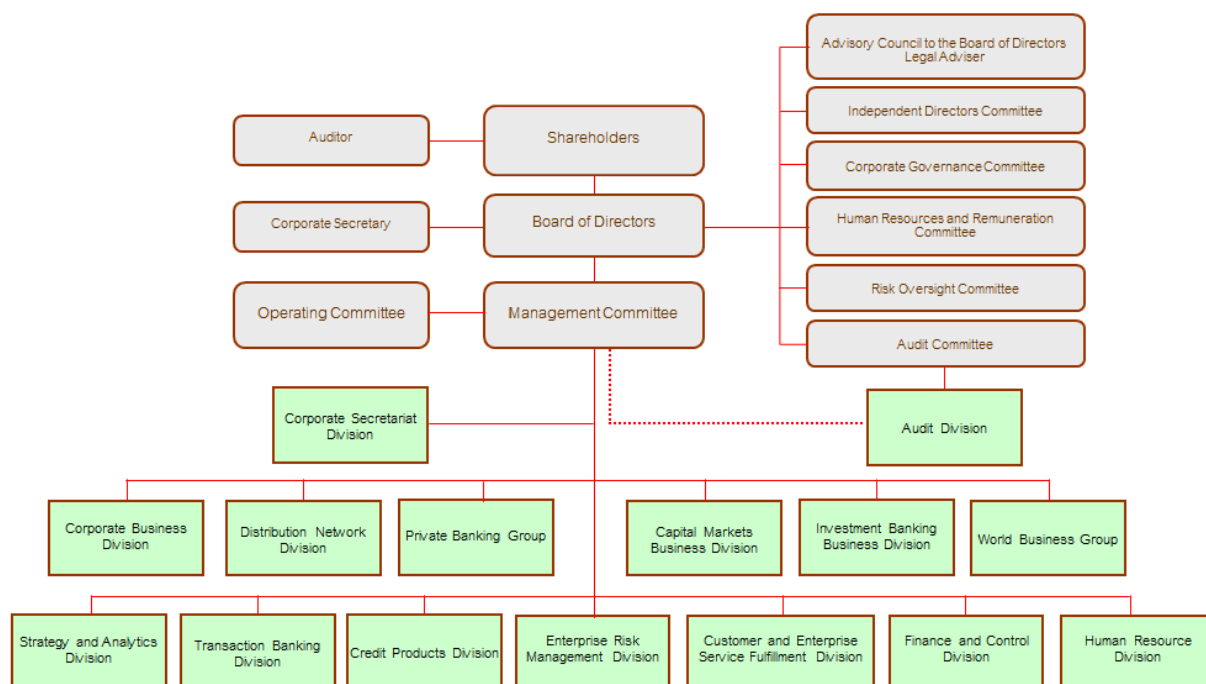 Advisory Council to the Board of Directors
Legal Adviser
Independent Directors Committee
Auditor
Shareholders
Corporate Governance Committee
Corporate Secretary
Board of Directors
Human Resources and Remuneration
Committee
Risk Oversight Committee
Operating Committee
Management Committee
Audit Committee
Corporate Secretariat
Division
Audit Division
Corporate Business
Division
Distribution Network
Division
Private Banking Group
Capital Markets
Business Division
Investment Banking
Business Division
World Business Group
Strategy and Analytics
Division
Transaction Banking
Division
Credit Products Division
Enterprise Risk
Management Division
Customer and Enterprise
Service Fulfillment Division
Finance and Control
Division
Human Resource
Division